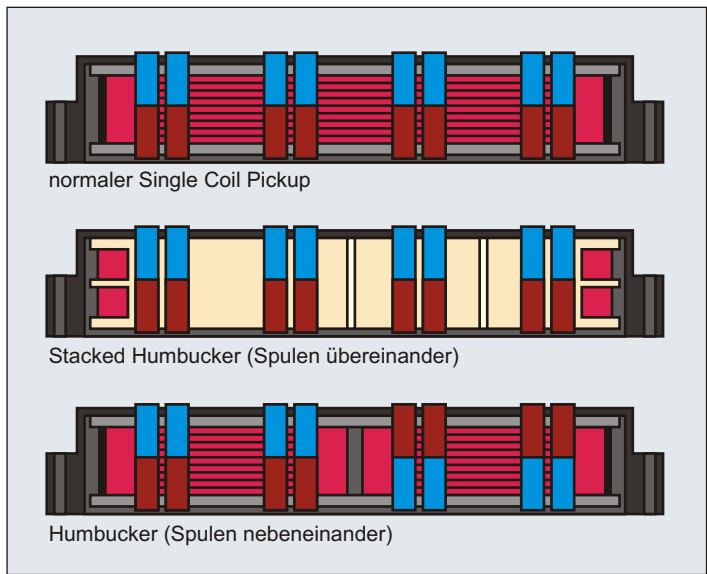 normaler Single Coil Pickup
Stacked Humbucker (Spulen übereinander)
Humbucker (Spulen nebeneinander)